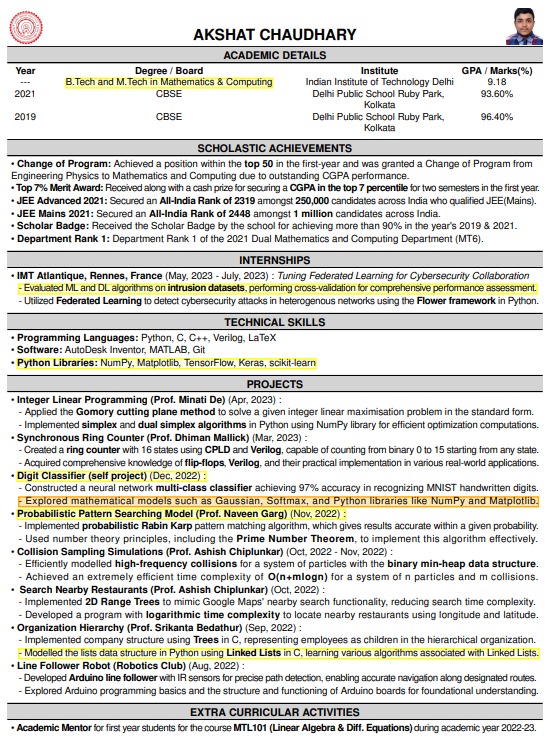 AKSHAT CHAUDHARY
ACADEMIC DETAILS
Year Degree / Board Institute GPA / Marks(%)
--- B.Tech and M.Tech in Mathematics & Computing Indian Institute of Technology Delhi 9.18
2021 CBSE Delhi Public School Ruby Park, 93.60%
Kolkata
2019 CBSE Delhi Public School Ruby Park, 96.40%
Kolkata
SCHOLASTIC ACHIEVEMENTS
• Change of Program: Achieved a position within the top 50 in the first-year and was granted a Change of Program from
Engineering Physics to Mathematics and Computing due to outstanding CGPA performance.
• Top 7% Merit Award: Received along with a cash prize for securing a CGPA in the top 7 percentile for two semesters in the first year.
• JEE Advanced 2021: Secured an All-India Rank of 2319 amongst 250,000 candidates across India who qualified JEE(Mains).
• JEE Mains 2021: Secured an All-India Rank of 2448 amongst 1 million candidates across India.
• Scholar Badge: Received the Scholar Badge by the school for achieving more than 90% in the year's 2019 & 2021.
• Department Rank 1: Department Rank 1 of the 2021 Dual Mathematics and Computing Department (MT6).
INTERNSHIPS
• IMT Atlantique, Rennes, France (May, 2023 - July, 2023) : Tuning Federated Learning for Cybersecurity Collaboration
- Evaluated ML and DL algorithms on intrusion datasets, performing cross-validation for comprehensive performance assessment.
- Utilized Federated Learning to detect cybersecurity attacks in heterogenous networks using the Flower framework in Python.
TECHNICAL SKILLS
• Programming Languages: Python, C, C++, Verilog, LaTeX
• Software: AutoDesk Inventor, MATLAB, Git
• Python Libraries: NumPy, Matplotlib, TensorFlow, Keras, scikit-learn
PROJECTS
• Integer Linear Programming (Prof. Minati De) (Apr, 2023) :
- Applied the Gomory cutting plane method to solve a given integer linear maximisation problem in the standard form.
- Implemented simplex and dual simplex algorithms in Python using NumPy library for efficient optimization computations.
• Synchronous Ring Counter (Prof. Dhiman Mallick) (Mar, 2023) :
- Created a ring counter with 16 states using CPLD and Verilog, capable of counting from binary 0 to 15 starting from any state.
- Acquired comprehensive knowledge of flip-flops, Verilog, and their practical implementation in various real-world applications.
• Digit Classifier (self project) (Dec, 2022) :
- Constructed a neural network multi-class classifier achieving 97% accuracy in recognizing MNIST handwritten digits.
- Explored mathematical models such as Gaussian, Softmax, and Python libraries like NumPy and Matplotlib.
• Probabilistic Pattern Searching Model (Prof. Naveen Garg) (Nov, 2022) :
- Implemented probabilistic Rabin Karp pattern matching algorithm, which gives results accurate within a given probability.
- Used number theory principles, including the Prime Number Theorem, to implement this algorithm effectively.
• Collision Sampling Simulations (Prof. Ashish Chiplunkar) (Oct, 2022 - Nov, 2022) :
- Efficiently modelled high-frequency collisions for a system of particles with the binary min-heap data structure.
- Achieved an extremely efficient time complexity of O(n+mlogn) for a system of n particles and m collisions.
• Search Nearby Restaurants (Prof. Ashish Chiplunkar) (Oct, 2022) :
- Implemented 2D Range Trees to mimic Google Maps' nearby search functionality, reducing search time complexity.
- Developed a program with logarithmic time complexity to locate nearby restaurants using longitude and latitude.
• Organization Hierarchy (Prof. Srikanta Bedathur) (Sep, 2022) :
- Implemented company structure using Trees in C, representing employees as children in the hierarchical organization.
- Modelled the lists data structure in Python using Linked Lists in C, learning various algorithms associated with Linked Lists.
• Line Follower Robot (Robotics Club) (Aug, 2022) :
- Developed Arduino line follower with IR sensors for precise path detection, enabling accurate navigation along designated routes.
- Explored Arduino programming basics and the structure and functioning of Arduino boards for foundational understanding.
EXTRA CURRICULAR ACTIVITIES
• Academic Mentor for first year students for the course MTL101 (Linear Algebra & Diff. Equations) during academic year 2022-23.